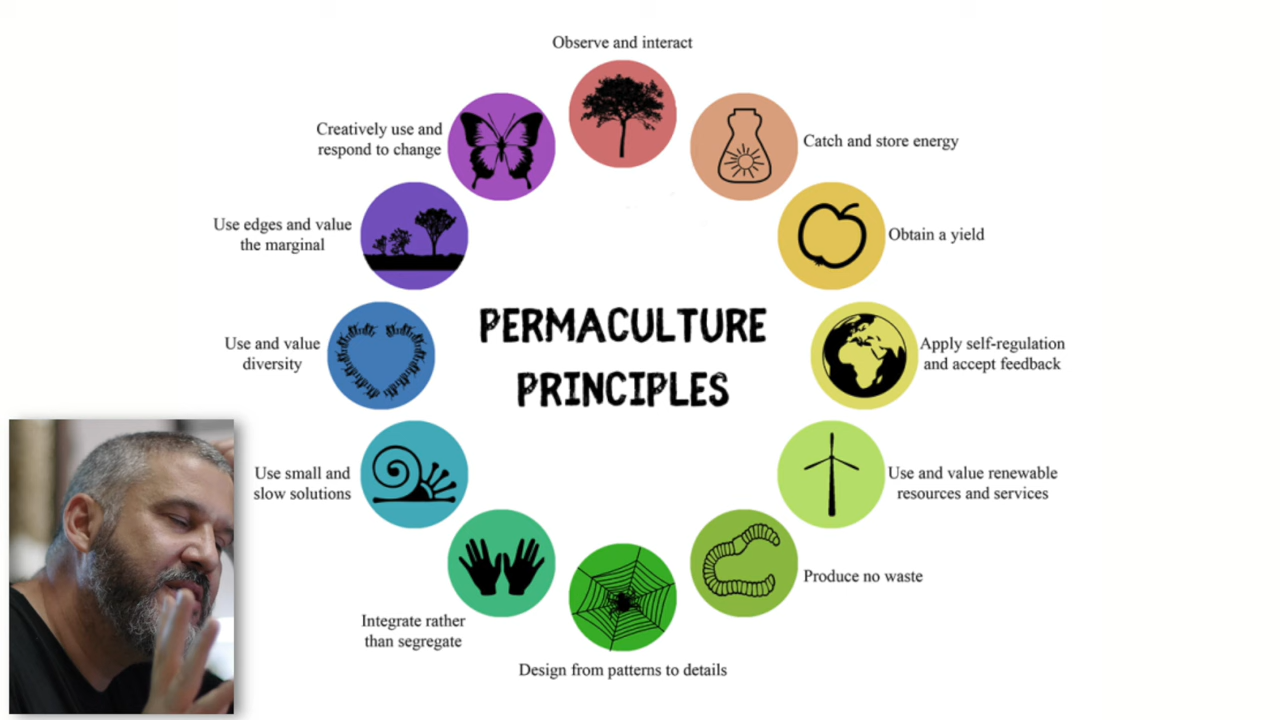 Observe and interact
Catch and store energy
Obtain a yield
Apply self-regulation
and accept feedback
Use and value renewable
resources and services
Produce no waste
Design from patterns to details
Integrate rather
than segregate
Use small and
slow solutions
Use and value
diversity
Use edges and value
the marginal
Creatively use and
respond to change
PERMACULTURE
PRINCIPLES